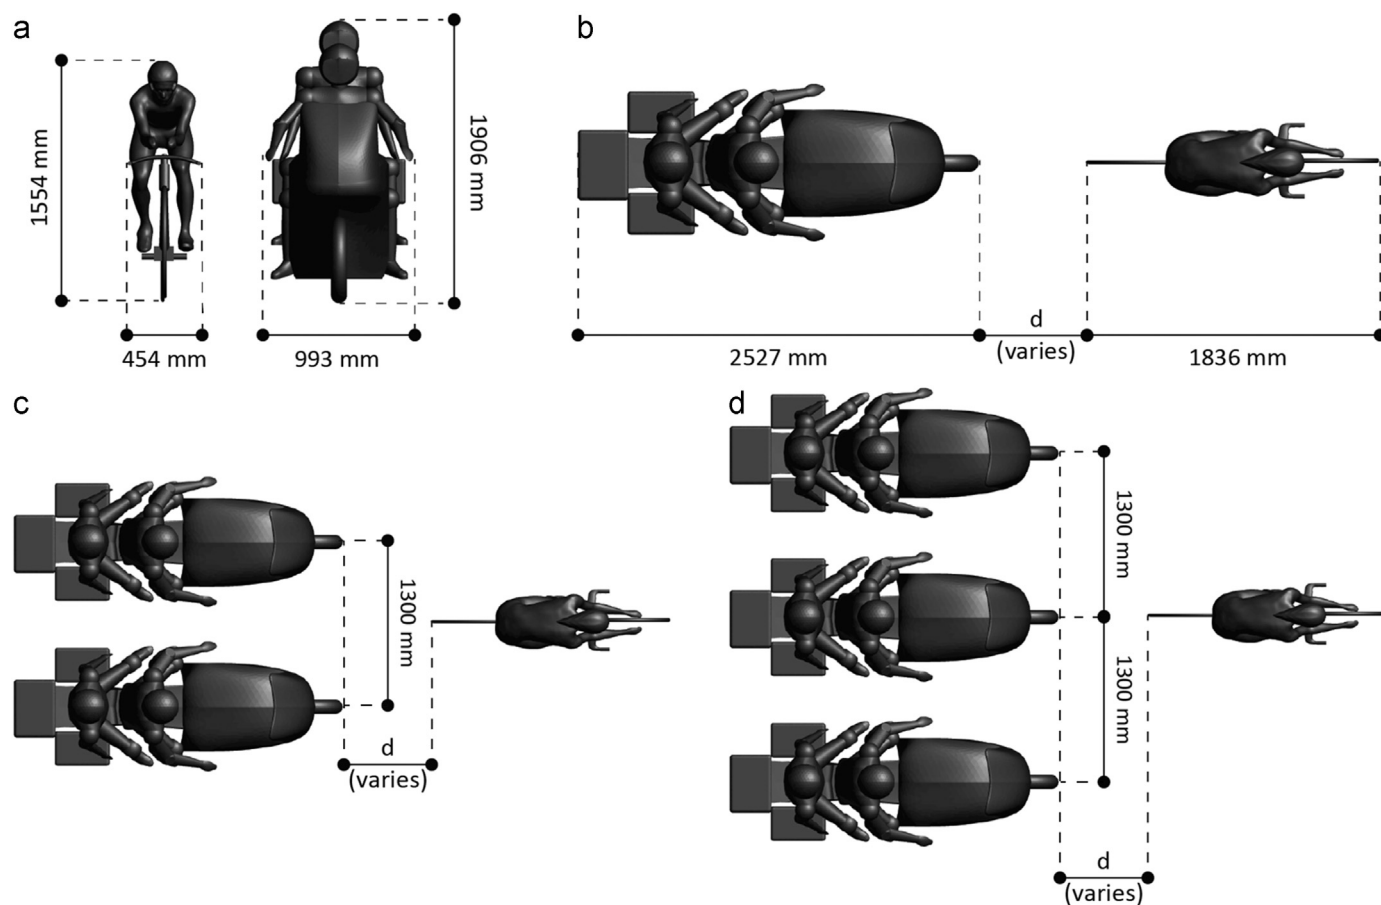 a
1554 mm
454 mm
1906 mm
993 mm
b
2527 mm
d
(varies)
1836 mm
c
1300 mm
d
(varies)
d
1300 mm
1300 mm
d
(varies)